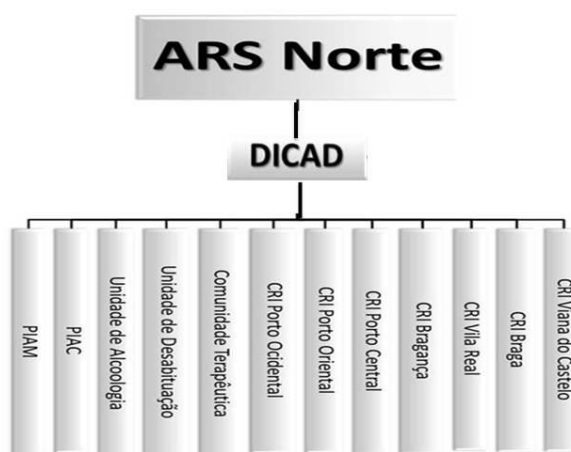 ARS Norte
DICAD
PIAM
PIAC
Unidade de Alcoologia
Unidade de Desabituação
Comunidade Terapêutica
CRI Porto Ocidental
CRI Porto Oriental
CRI Porto Central
CRI Bragança
CRI Vila Real
CRI Braga
CRI Viana do Castelo